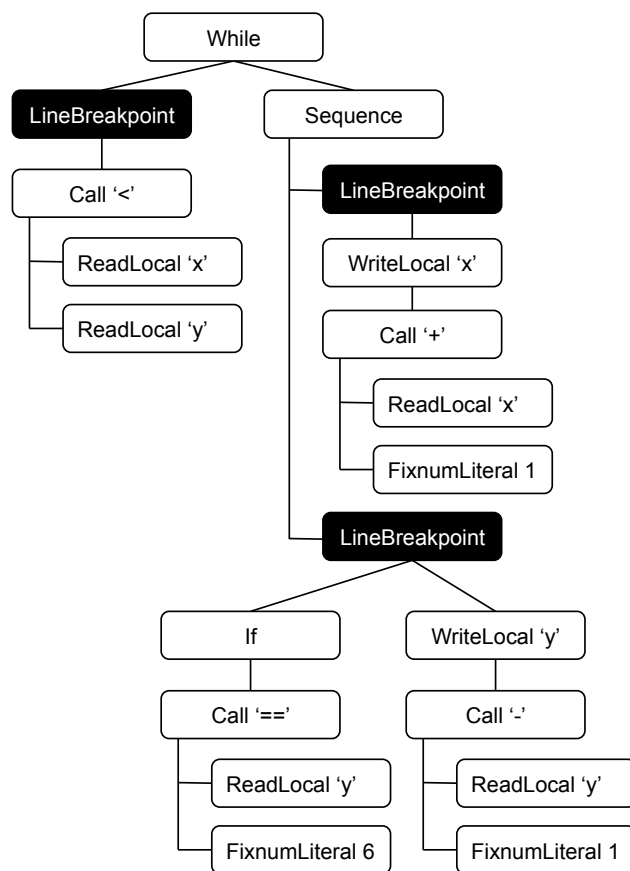 While
LineBreakpoint
Sequence
Call ‘<’
ReadLocal ‘x’
ReadLocal ‘y’
LineBreakpoint
WriteLocal ‘x’
Call ‘+’
ReadLocal ‘x’
FixnumLiteral 1
LineBreakpoint
If
Call ‘==’
ReadLocal ‘y’
FixnumLiteral 6
WriteLocal ‘y’
Call ‘-’
ReadLocal ‘y’
FixnumLiteral 1